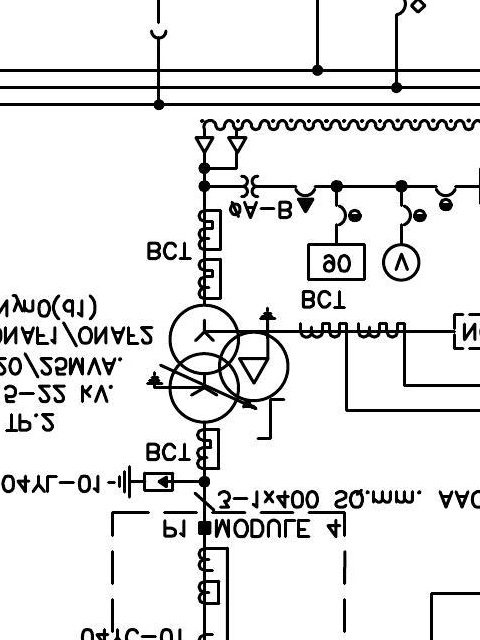 04YC-01
P1 MODULE 4
3-1x400 SQ.mm. AAC
04YL-01
BCT
TP.2
5-22 kV.
20/25MVA.
ONAF1/ONAF2
Nyn0(d1)
BCT
90
V
BCT
ØA-B